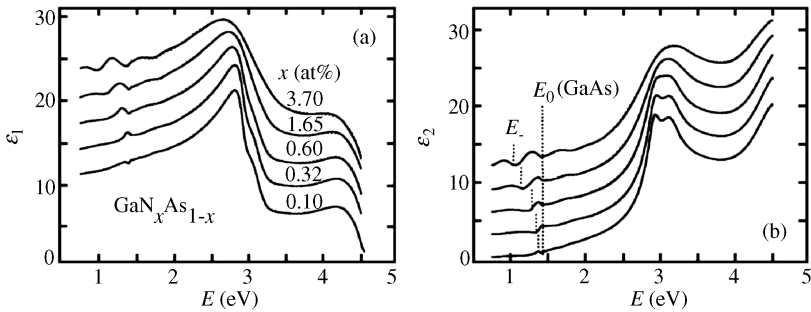 30
20
10
0
ε₁
(a)
x (at%)
3.70
1.65
0.60
0.32
0.10
GaNₓAs₁₋ₓ
1
2
3
4
5
E (eV)
30
20
10
0
ε₂
E₀(GaAs)
E₋
(b)
1
2
3
4
5
E (eV)